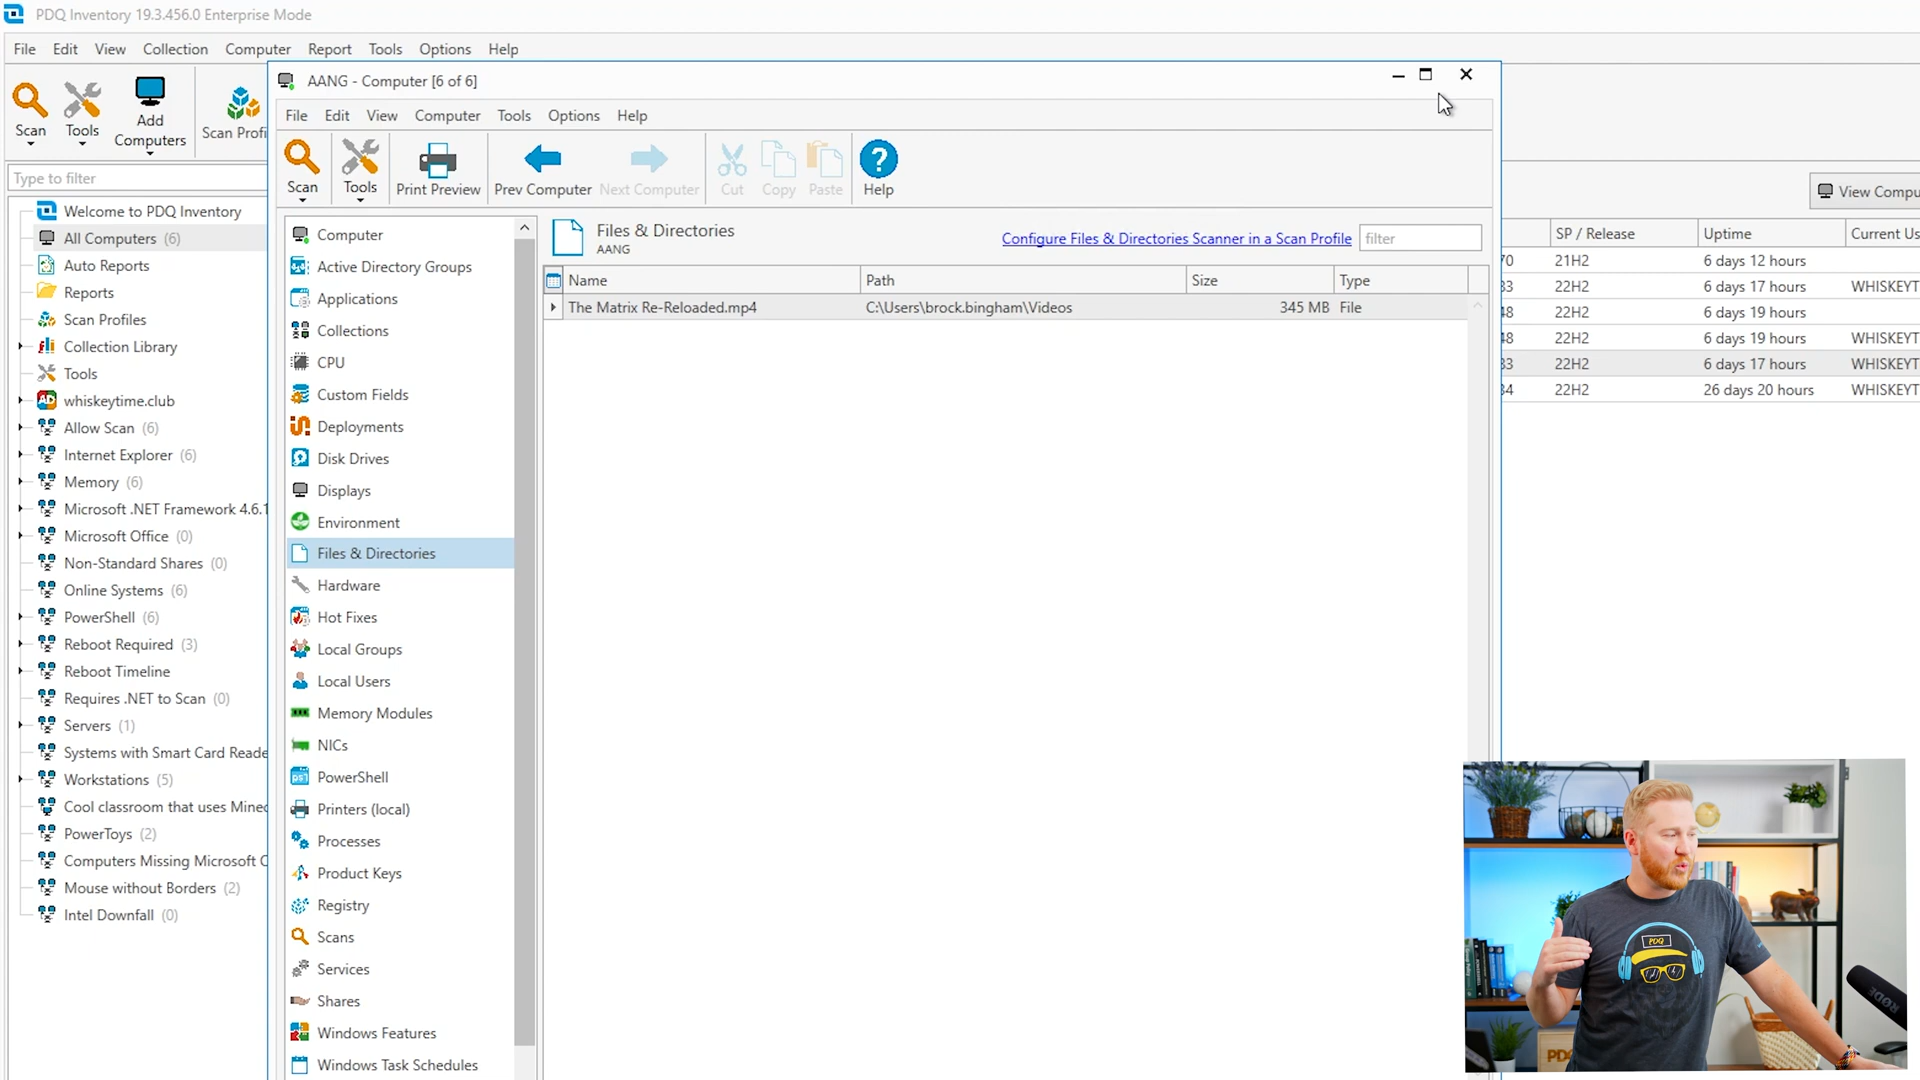 PDQ Inventory 19.3.456.0 Enterprise Mode
File Edit View Collection Computer Report Tools Options Help
Scan
Tools
Add Computers
Scan Profi
Type to filter
Welcome to PDQ Inventory
All Computers (6)
Auto Reports
Reports
Scan Profiles
Collection Library
Tools
whiskeytime.club
Allow Scan (6)
Internet Explorer (6)
Memory (6)
Microsoft .NET Framework 4.6.1
Microsoft Office (0)
Non-Standard Shares (0)
Online Systems (6)
PowerShell (6)
Reboot Required (3)
Reboot Timeline
Requires .NET to Scan (0)
Servers (1)
Systems with Smart Card Reade
Workstations (5)
Cool classroom that uses Minec
PowerToys (2)
Computers Missing Microsoft C
Mouse without Borders (2)
Intel Downfall (0)
AANG - Computer [6 of 6]
File Edit View Computer Tools Options Help
Scan
Tools
Print Preview
Prev Computer
Next Computer
Cut
Copy
Paste
? Help
Computer
Active Directory Groups
Applications
Collections
CPU
Custom Fields
Deployments
Disk Drives
Displays
Environment
Files & Directories
Hardware
Hot Fixes
Local Groups
Local Users
Memory Modules
NICs
PowerShell
Printers (local)
Processes
Product Keys
Registry
Scans
Services
Shares
Windows Features
Windows Task Schedules
Files & Directories
AANG
Configure Files & Directories Scanner in a Scan Profile
filter
Name Path Size Type
The Matrix Re-Reloaded.mp4 C:\Users\brock.bingham\Videos 345 MB File
View Compu
SP / Release Uptime Current Us
70 21H2 6 days 12 hours
33 22H2 6 days 17 hours WHISKEYT
48 22H2 6 days 19 hours
48 22H2 6 days 19 hours WHISKEYT
33 22H2 6 days 17 hours WHISKEYT
34 22H2 26 days 20 hours WHISKEYT
PDQ
RØDE
PDQ